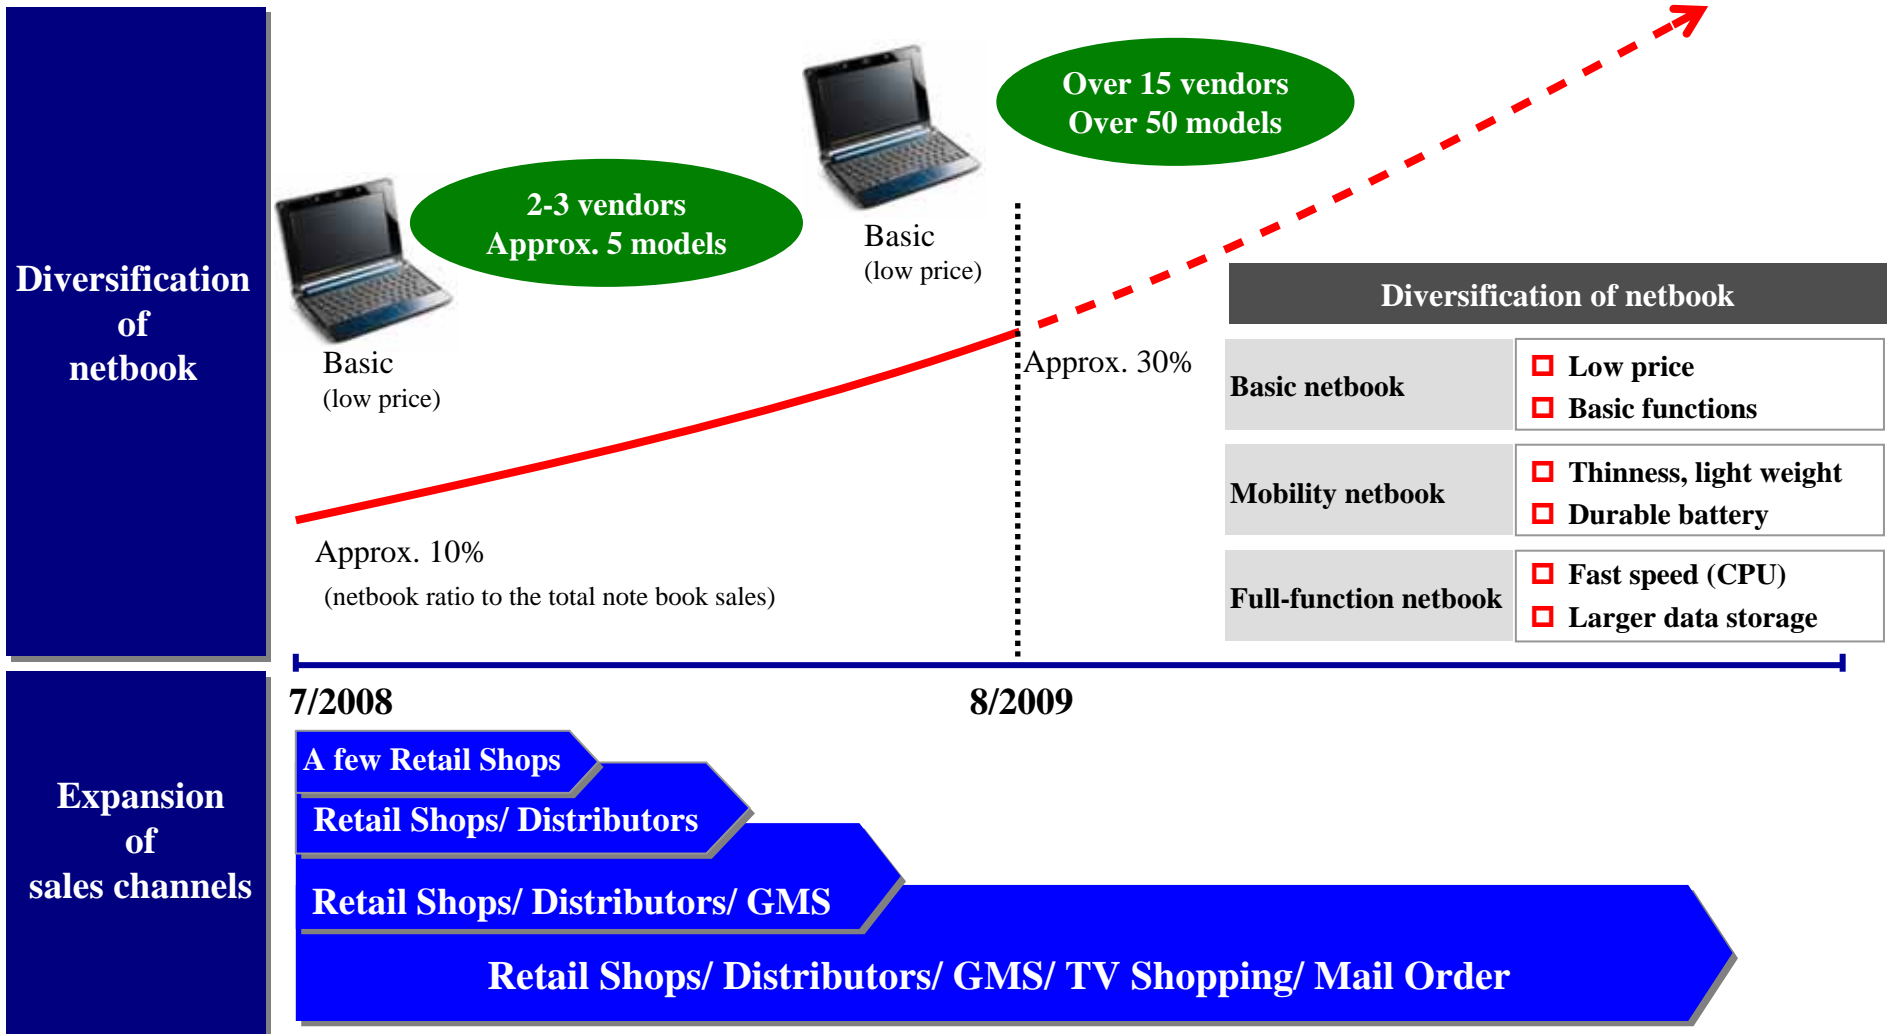 Diversification
of
netbook
2-3 vendors
Approx. 5 models
Over 15 vendors
Over 50 models
Basic
(low price)
Basic
(low price)
Approx. 10%
(netbook ratio to the total note book sales)
Approx. 30%
Diversification of netbook
Basic netbook
Low price
Basic functions
Mobility netbook
Thinness, light weight
Durable battery
Full-function netbook
Fast speed (CPU)
Larger data storage
7/2008
8/2009
Expansion
of
sales channels
A few Retail Shops
Retail Shops/ Distributors
Retail Shops/ Distributors/ GMS
Retail Shops/ Distributors/ GMS/ TV Shopping/ Mail Order